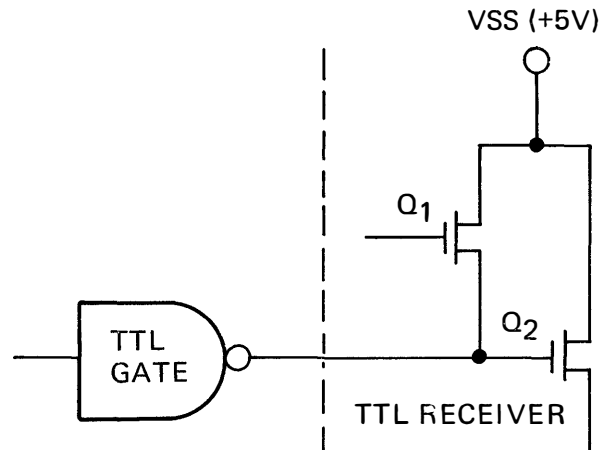 VSS (+5V)
Q1
Q2
TTL
GATE
TTL RECEIVER